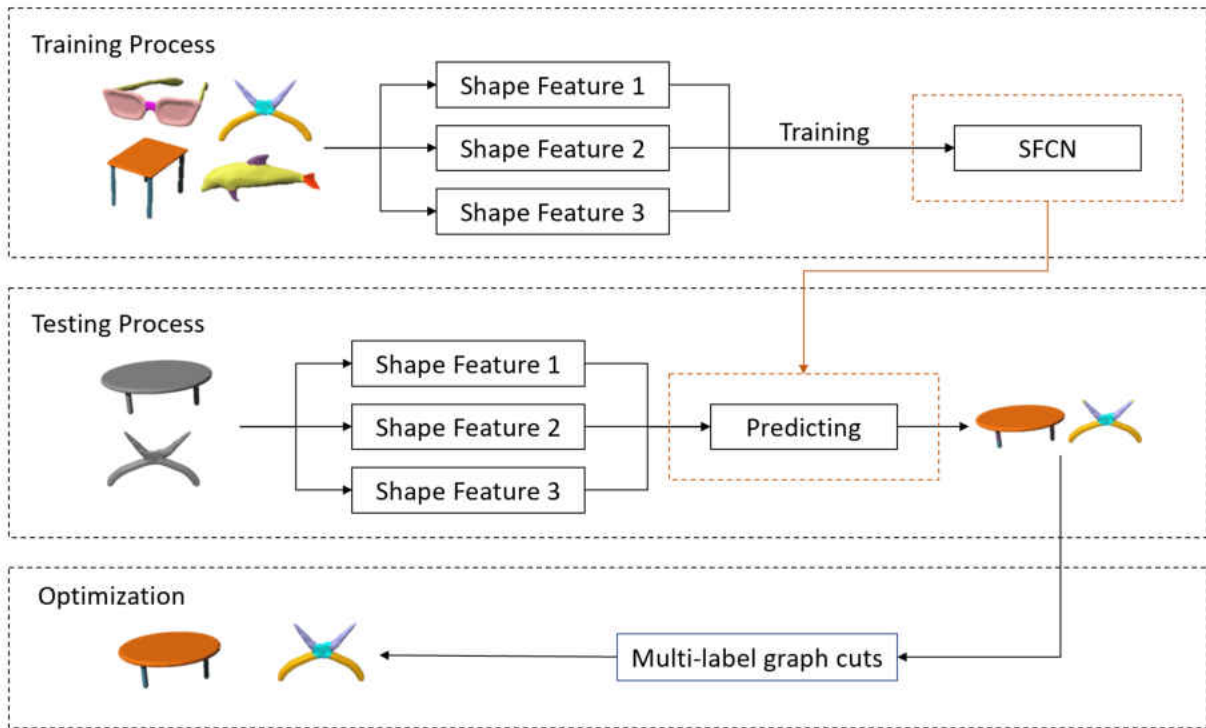 Training Process
Shape Feature 1
Shape Feature 2
Shape Feature 3
Training
SFCN
Testing Process
Shape Feature 1
Shape Feature 2
Shape Feature 3
Predicting
Optimization
Multi-label graph cuts